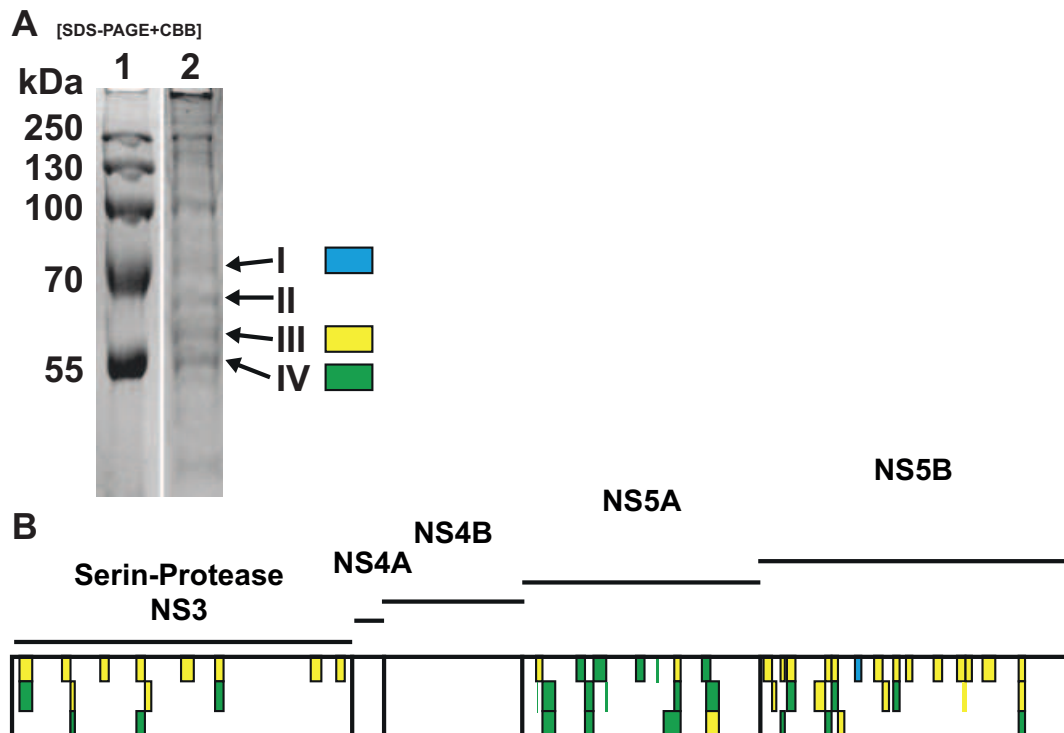 A [SDS-PAGE+CBB]
1 2
kDa
250
130
100
70
55
I
II
III
IV
B
Serin-Protease
NS3
NS4A
NS4B
NS5A
NS5B